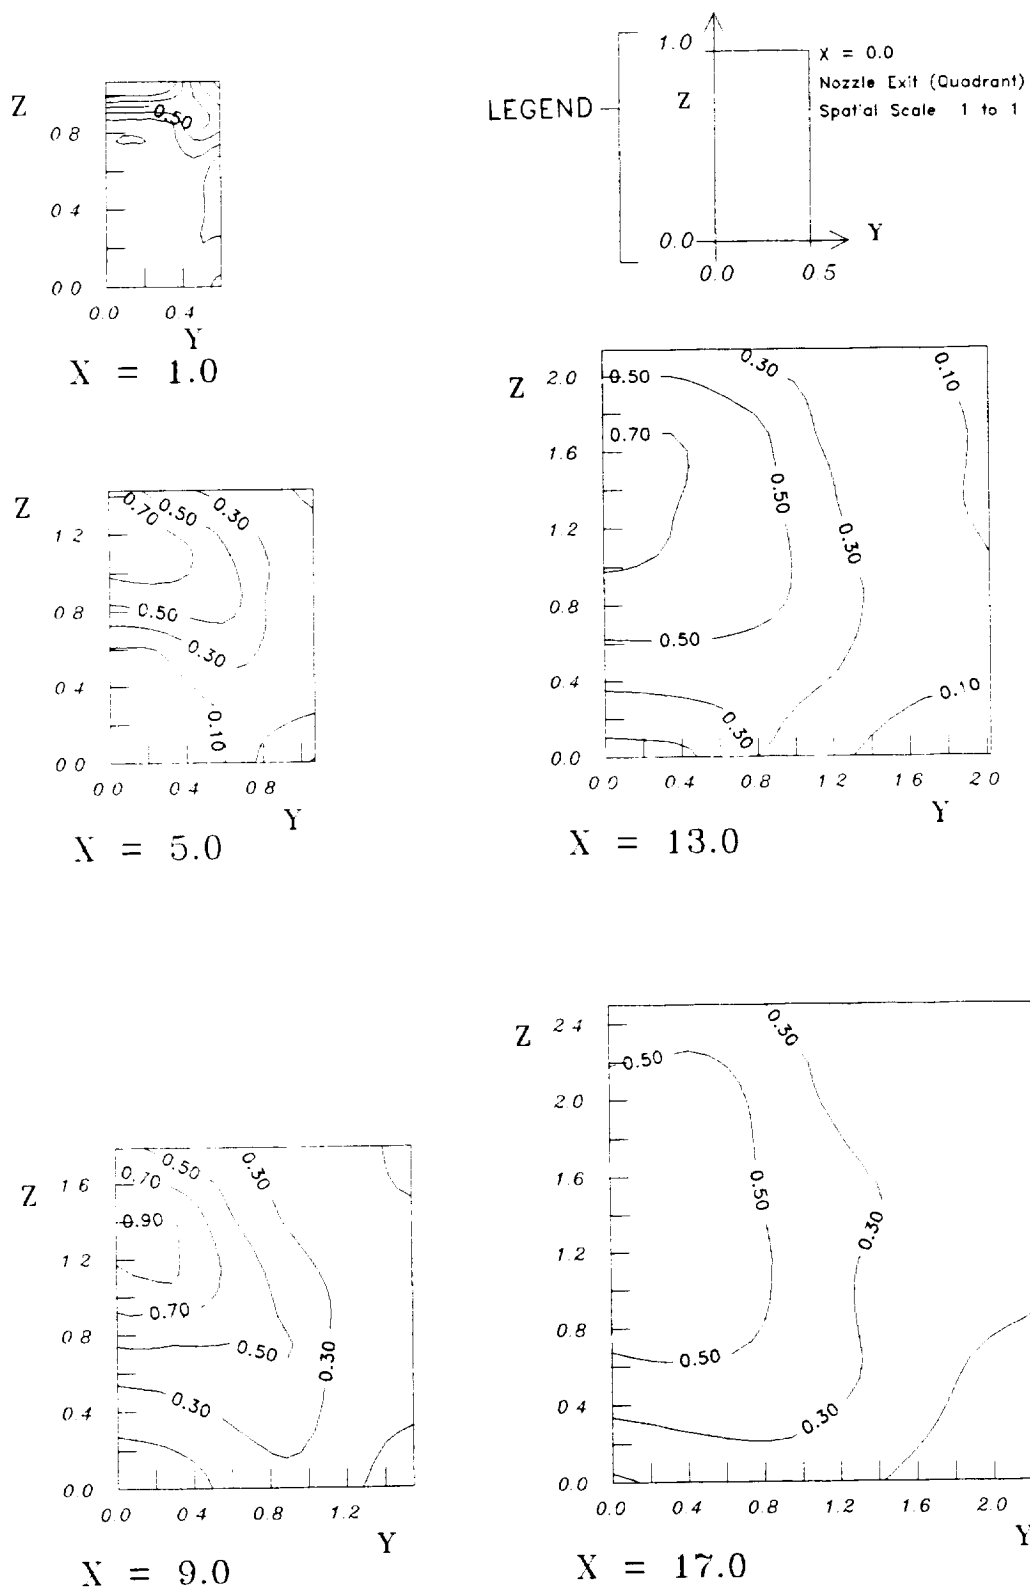 LEGEND
1.0
Z
0.0
0.0 0.5
Y
X = 0.0
Nozzle Exit (Quadrant)
Spatial Scale 1 to 1
Z
0.8
0.4
0.0
0.50
0.0 0.4
Y
X = 1.0
Z
1.2
0.8
0.4
0.0
0.70 0.50 0.30
0.50
0.30
0.10
0.0 0.4 0.8
Y
X = 5.0
Z
2.0
1.6
1.2
0.8
0.4
0.0
0.30
0.50
0.10
0.70
0.50
0.30
0.50
0.10
0.30
0.0 0.4 0.8 1.2 1.6 2.0
Y
X = 13.0
Z
1.6
1.2
0.8
0.4
0.0
0.50 0.30
0.70
0.90
0.70
0.50
0.30
0.30
0.0 0.4 0.8 1.2
Y
X = 9.0
Z
2.4
2.0
1.6
1.2
0.8
0.4
0.0
0.30
0.50
0.50
0.30
0.50
0.30
0.0 0.4 0.8 1.2 1.6 2.0
Y
X = 17.0